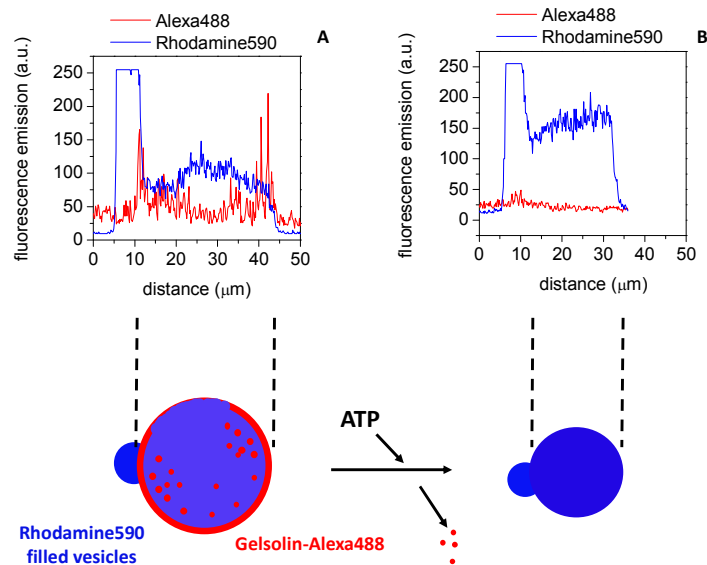 Alexa488
Rhodamine590
A
fluorescence emission (a.u.)
250
200
150
100
50
0
0 10 20 30 40 50
distance (μm)
Alexa488
Rhodamine590
B
fluorescence emission (a.u.)
250
200
150
100
50
0
0 10 20 30 40 50
distance (μm)
ATP
Rhodamine590
filled vesicles
Gelsolin-Alexa488